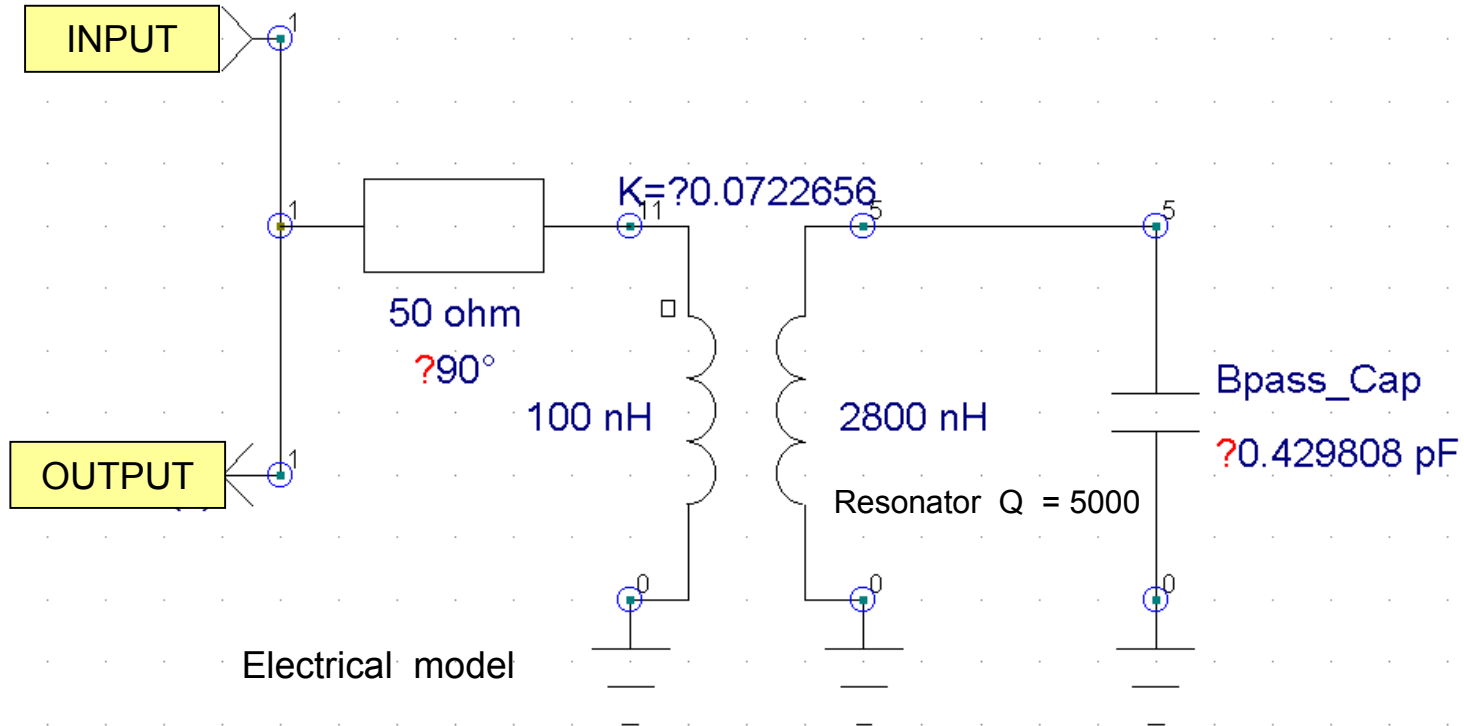 INPUT
1
K=?0.0722656
1
11
5
5
50 ohm
?90°
100 nH
2800 nH
Bpass_Cap
?0.429808 pF
OUTPUT
1
Resonator Q = 5000
0
0
0
Electrical model